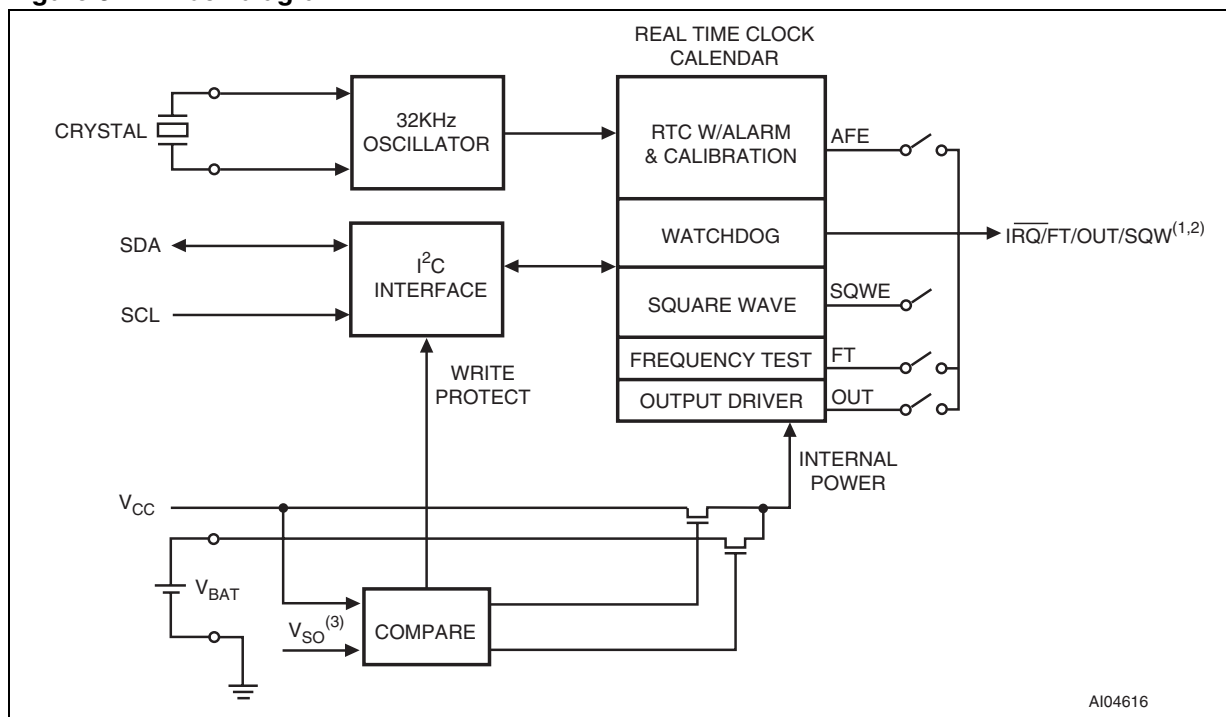 REAL TIME CLOCK
CALENDAR
CRYSTAL
32KHz
OSCILLATOR
RTC W/ALARM
& CALIBRATION
AFE
SDA
SCL
I²C
INTERFACE
WATCHDOG
IRQ/FT/OUT/SQW(1,2)
SQUARE WAVE
SQWE
FREQUENCY TEST
FT
OUTPUT DRIVER
OUT
WRITE
PROTECT
INTERNAL
POWER
VCC
VBAT
VSO(3)
COMPARE
AI04616